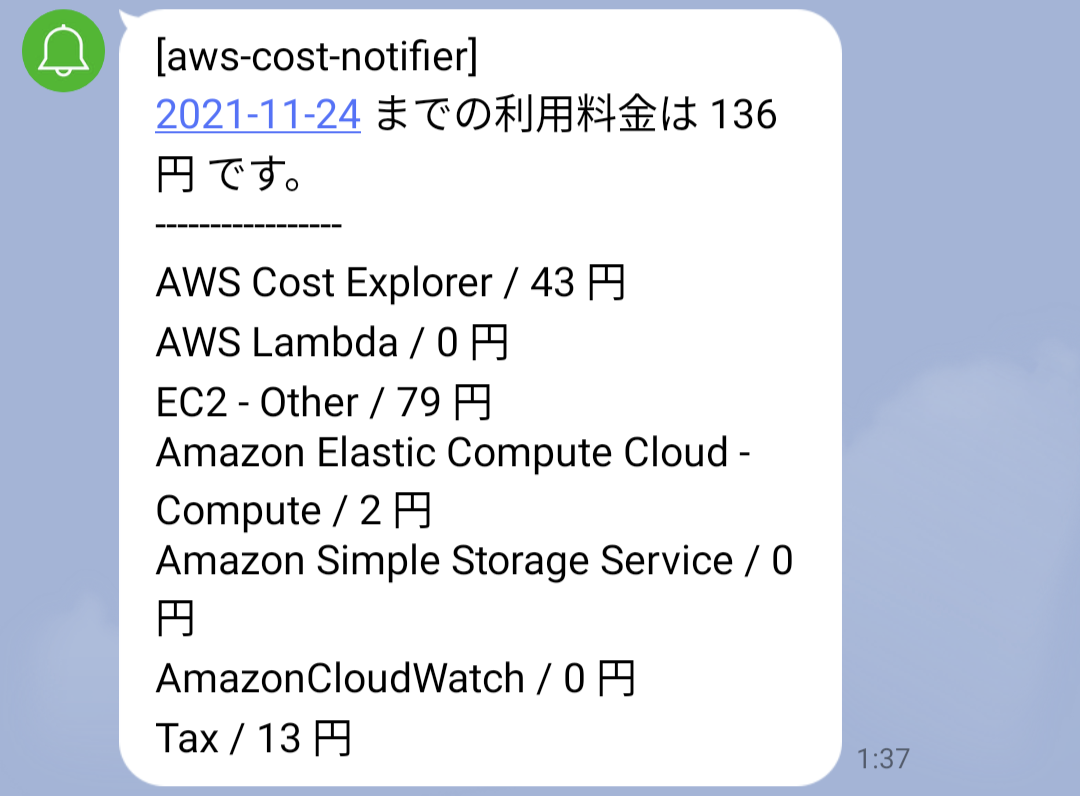 [aws-cost-notifier]
2021-11-24 までの利用料金は 136
円 です。
-----------------
AWS Cost Explorer / 43 円
AWS Lambda / 0 円
EC2 - Other / 79 円
Amazon Elastic Compute Cloud -
Compute / 2 円
Amazon Simple Storage Service / 0
円
AmazonCloudWatch / 0 円
Tax / 13 円
1:37